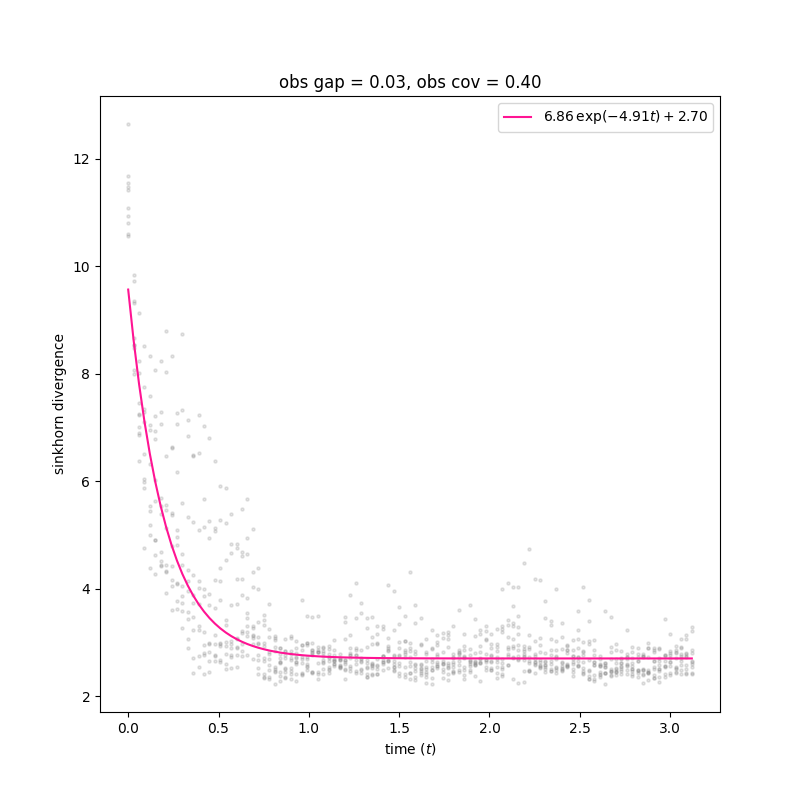 obs gap = 0.03, obs cov = 0.40
6.86 exp(−4.91t) + 2.70
12
10
8
6
4
2
sinkhorn divergence
0.0 0.5 1.0 1.5 2.0 2.5 3.0
time (t)